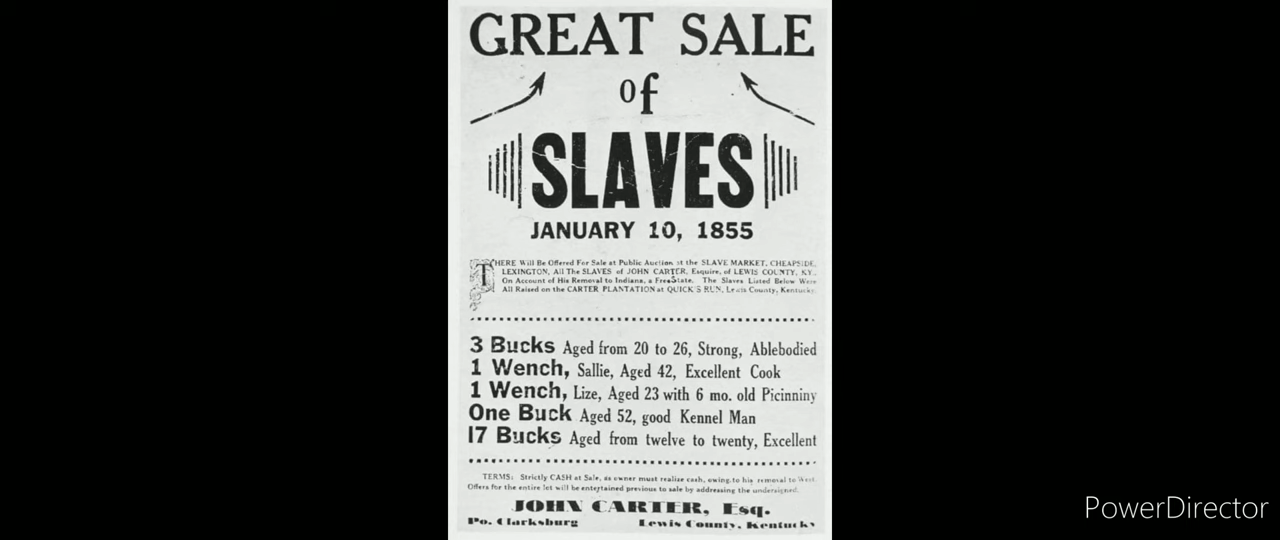 GREAT SALE
of
SLAVES
JANUARY 10, 1855
THERE Will Be Offered For Sale at Public Auction at the SLAVE MARKET, CHEAPSIDE,
LEXINGTON, All The SLAVES of JOHN CARTER, Esquire, of LEWIS COUNTY, KY.
On Account of His Removal to Indiana, a Free State. The Slaves Listed Below Were
All Raised on the CARTER PLANTATION at QUICK'S RUN, Lewis County, Kentucky.
3 Bucks Aged from 20 to 26, Strong, Ablebodied
1 Wench, Sallie, Aged 42, Excellent Cook
1 Wench, Lize, Aged 23 with 6 mo. old Picinniny
One Buck Aged 52, good Kennel Man
17 Bucks Aged from twelve to twenty, Excellent
TERMS: Strictly CASH at Sale, as owner must realize cash, owing to his removal to West.
Offers for the entire lot will be entertained previous to sale by addressing the undersigned.
JOHN CARTER, Esq.
Po. Clarksburg Lewis County, Kentucky
PowerDirector